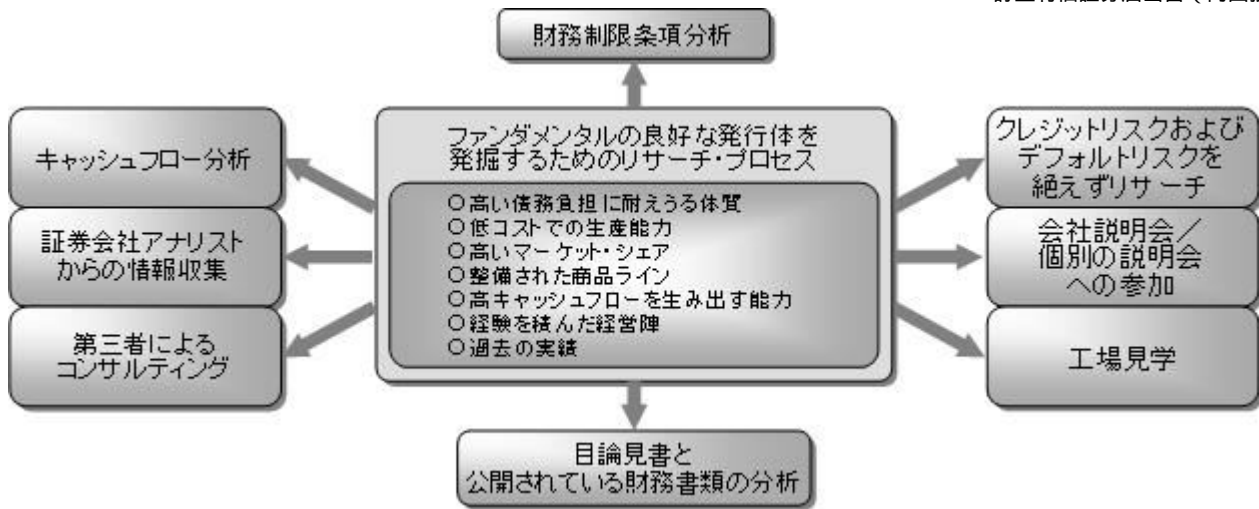 財務制限条項分析
キャッシュフロー分析
証券会社アナリスト
からの情報収集
第三者による
コンサルティング
ファンダメンタルの良好な発行体を
発掘するためのリサーチ・プロセス
○高い債務負担に耐えうる体質
○低コストでの生産能力
○高いマーケット・シェア
○整備された商品ライン
○高キャッシュフローを生み出す能力
○経験を積んだ経営陣
○過去の実績
クレジットリスクおよび
デフォルトリスクを
絶えずリサーチ
会社説明会／
個別の説明会
への参加
工場見学
目論見書と
公開されている財務書類の分析